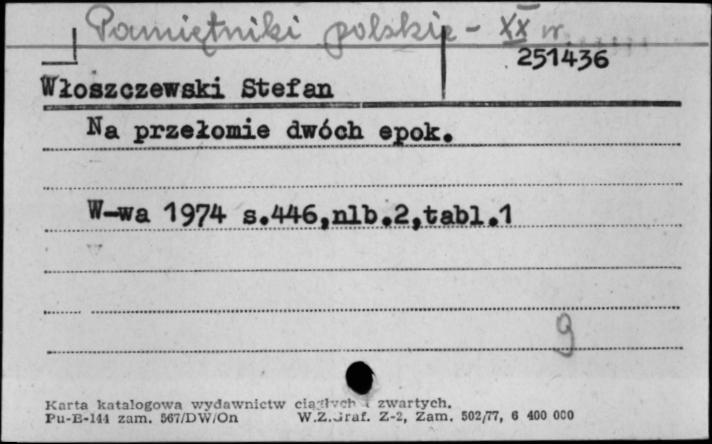 Pamiętniki polskie - XX w.
251436
Włoszczewski Stefan
Na przełomie dwóch epok.
W-wa 1974 s.446,nlb.2,tabl.1
g
Karta katalogowa wydawnictw ciągłych i zwartych.
Pu-B-144 zam. 567/DW/On W.Z.Graf. Z-2, Zam. 502/77, 6 400 000